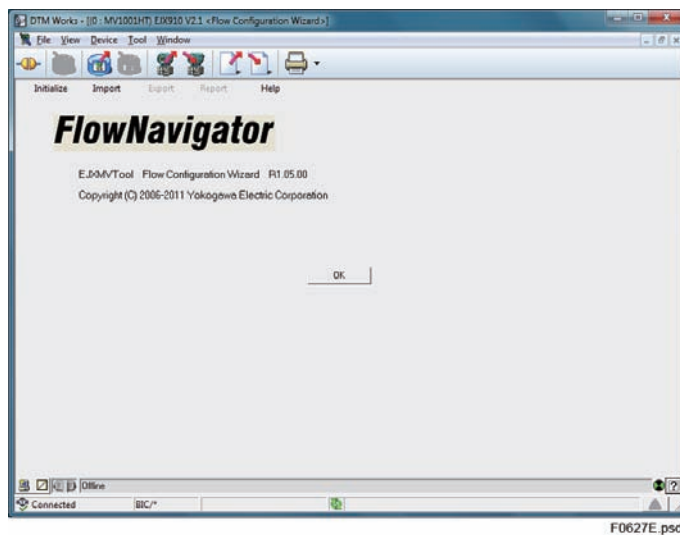 DTM Works - [(0 : MV1001HT) EJX910 V2.1 <Flow Configuration Wizard>]
File View Device Tool Window
Initialize Import Export Report Help
FlowNavigator
EJXMVTool Flow Configuration Wizard R1.05.00
Copyright (C) 2006-2011 Yokogawa Electric Corporation
OK
Offline
Connected BIC/*
F0627E.psd